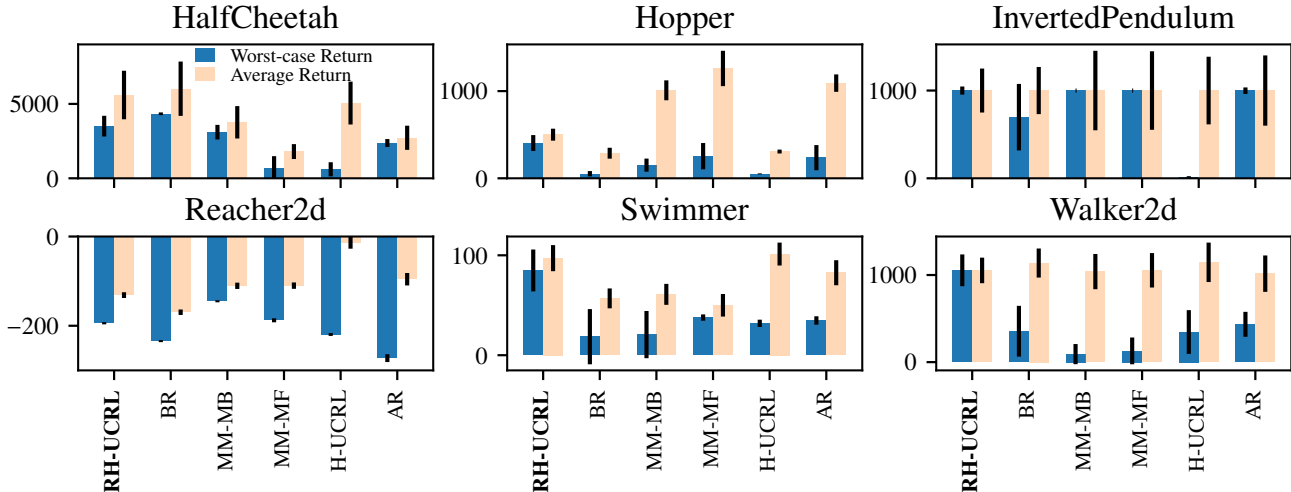 HalfCheetah
Hopper
InvertedPendulum
Worst-case Return
Average Return
5000
0
1000
0
1000
0
Reacher2d
Swimmer
Walker2d
0
−200
100
0
1000
0
RH-UCRL
BR
MM-MB
MM-MF
H-UCRL
AR
RH-UCRL
BR
MM-MB
MM-MF
H-UCRL
AR
RH-UCRL
BR
MM-MB
MM-MF
H-UCRL
AR